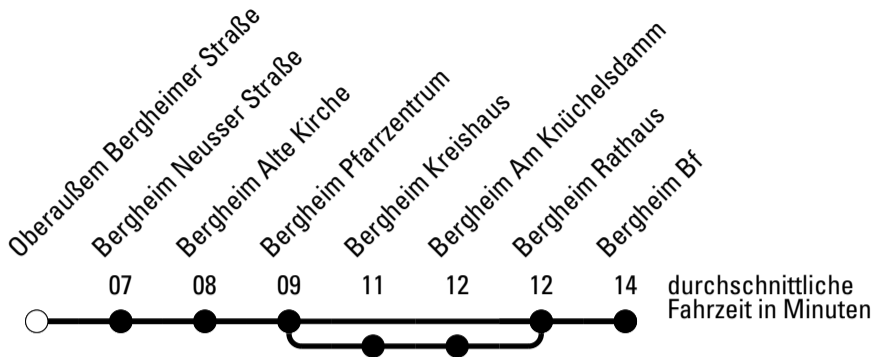 Oberaußem Bergheimer Straße
Bergheim Neusser Straße
Bergheim Alte Kirche
Bergheim Pfarrzentrum
Bergheim Kreishaus
Bergheim Am Knüchelsdamm
Bergheim Rathaus
Bergheim Bf
07 08 09 11 12 12 14
durchschnittliche
Fahrzeit in Minuten